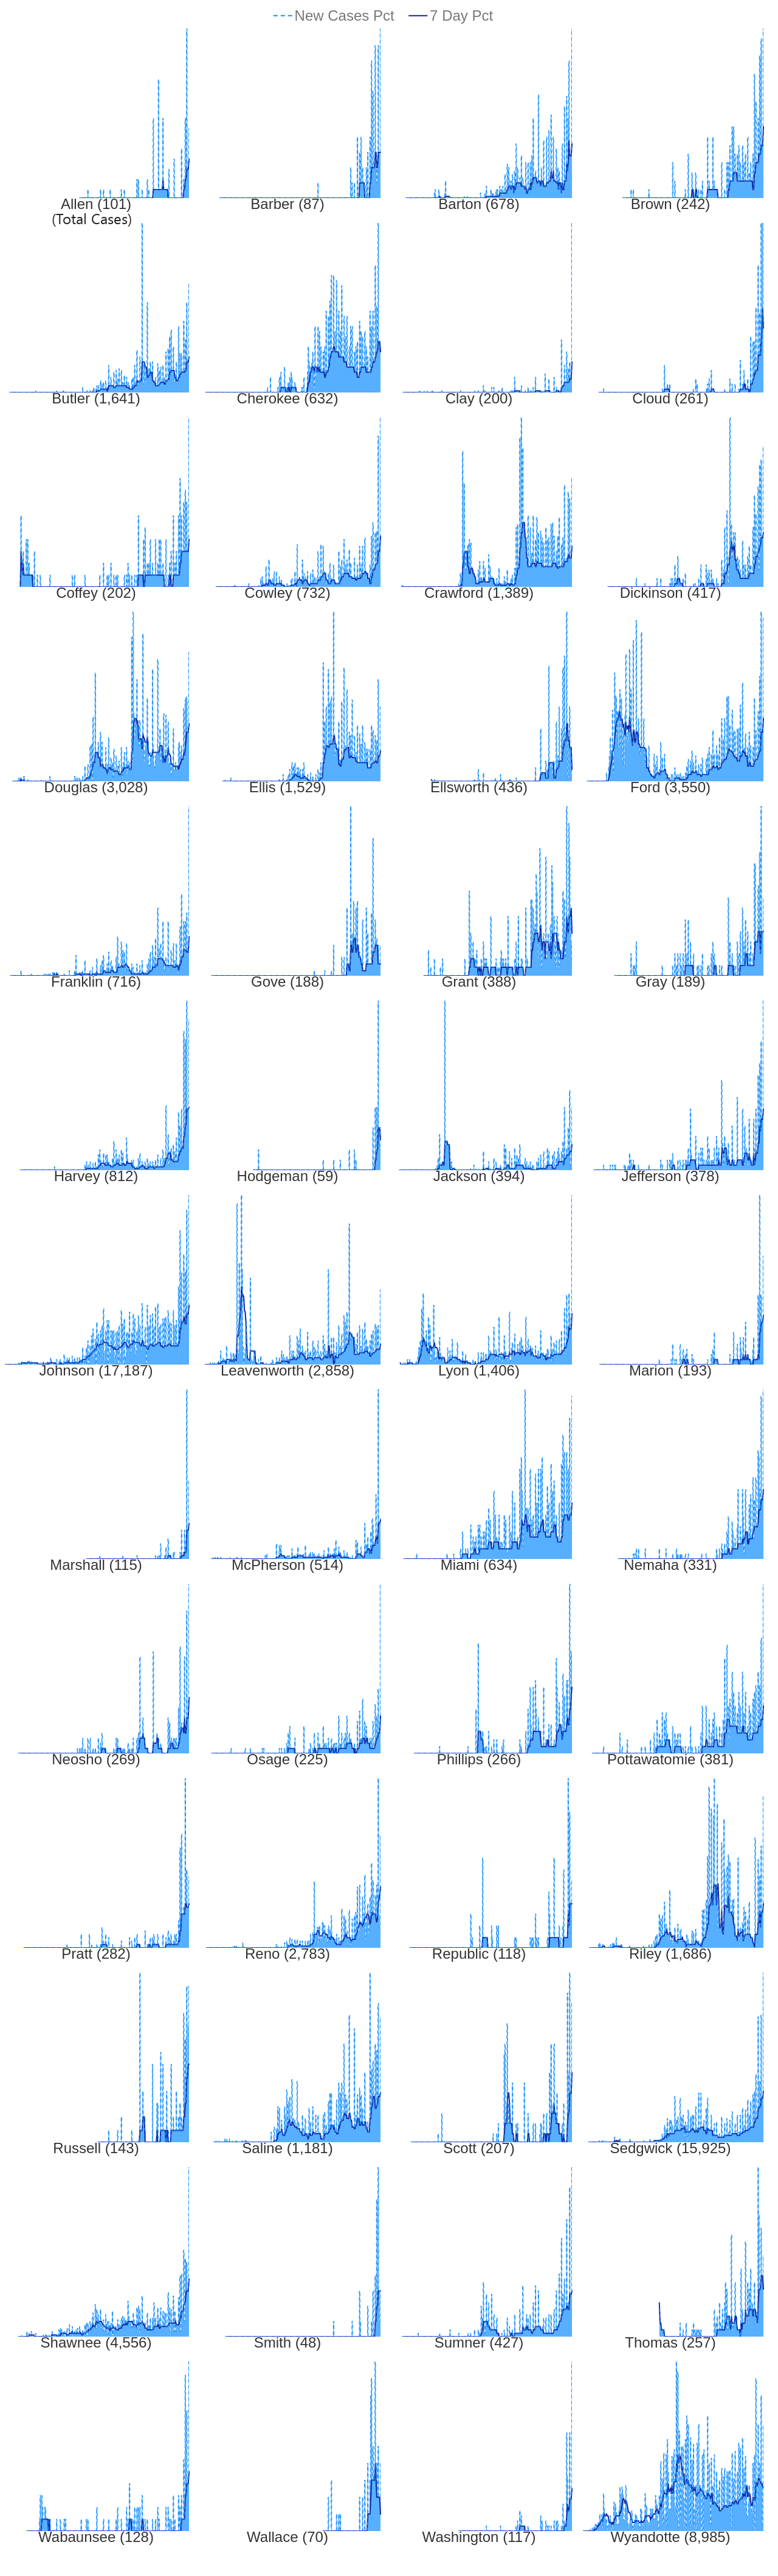 New Cases Pct 7 Day Pct
Allen (101) Barber (87) Barton (678) Brown (242)
(Total Cases)
Butler (1,641) Cherokee (632) Clay (200) Cloud (261)
Coffey (202) Cowley (732) Crawford (1,389) Dickinson (417)
Douglas (3,028) Ellis (1,529) Ellsworth (436) Ford (3,550)
Franklin (716) Gove (188) Grant (388) Gray (189)
Harvey (812) Hodgeman (59) Jackson (394) Jefferson (378)
Johnson (17,187) Leavenworth (2,858) Lyon (1,406) Marion (193)
Marshall (115) McPherson (514) Miami (634) Nemaha (331)
Neosho (269) Osage (225) Phillips (266) Pottawatomie (381)
Pratt (282) Reno (2,783) Republic (118) Riley (1,686)
Russell (143) Saline (1,181) Scott (207) Sedgwick (15,925)
Shawnee (4,556) Smith (48) Sumner (427) Thomas (257)
Wabaunsee (128) Wallace (70) Washington (117) Wyandotte (8,985)